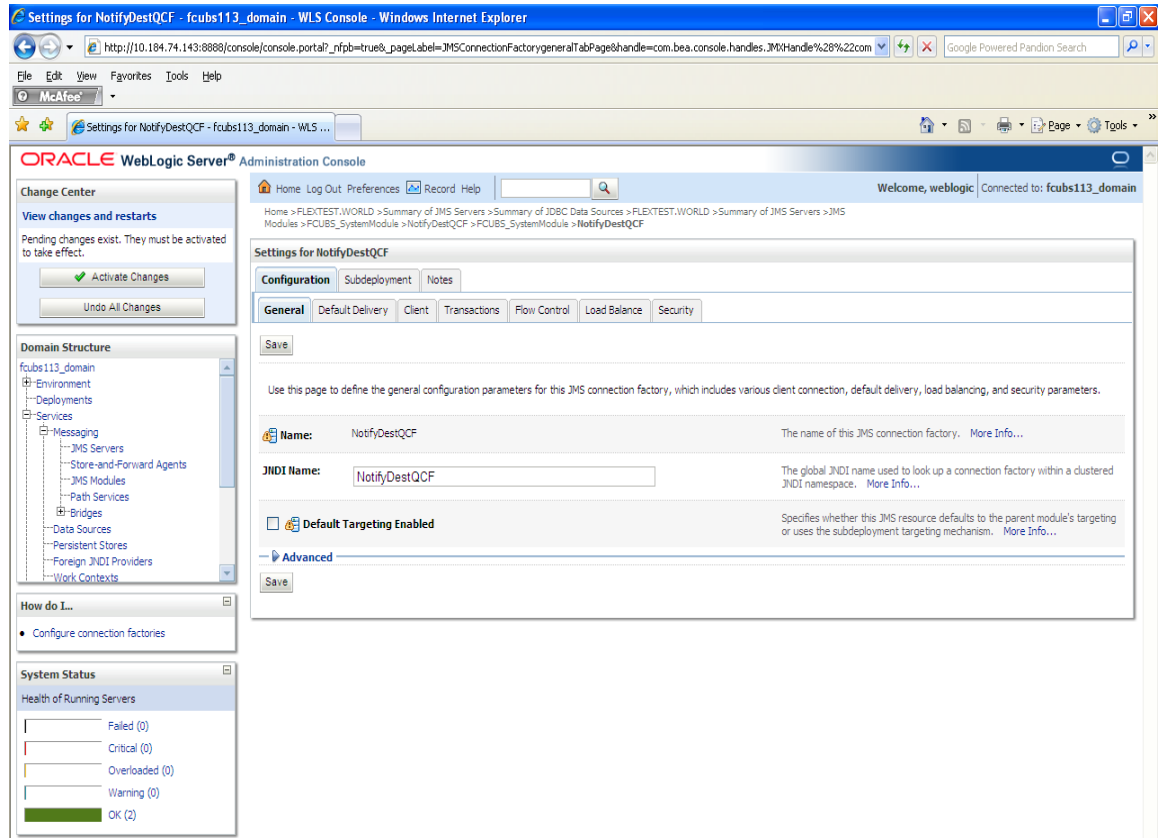 Settings for NotifyDestQCF - fcubs113_domain - WLS Console - Windows Internet Explorer
http://10.184.74.143:8888/console/console.portal?_nfpb=true&_pageLabel=JMSConnectionFactorygeneralTabPage&handle=com.bea.console.handles.JMXHandle%28%22com
Google Powered Pandion Search
File Edit View Favorites Tools Help
McAfee
Settings for NotifyDestQCF - fcubs113_domain - WLS ...
Page Tools »
ORACLE WebLogic Server® Administration Console
Change Center
View changes and restarts
Pending changes exist. They must be activated
to take effect.
Activate Changes
Undo All Changes
Domain Structure
fcubs113_domain
Environment
Deployments
Services
Messaging
JMS Servers
Store-and-Forward Agents
JMS Modules
Path Services
Bridges
Data Sources
Persistent Stores
Foreign JNDI Providers
Work Contexts
How do I...
Configure connection factories
System Status
Health of Running Servers
Failed (0)
Critical (0)
Overloaded (0)
Warning (0)
OK (2)
Home Log Out Preferences Record Help
Welcome, weblogic Connected to: fcubs113_domain
Home >FLEXTEST.WORLD >Summary of JMS Servers >Summary of JDBC Data Sources >FLEXTEST.WORLD >Summary of JMS Servers >JMS
Modules >FCUBS_SystemModule >NotifyDestQCF >FCUBS_SystemModule >NotifyDestQCF
Settings for NotifyDestQCF
Configuration Subdeployment Notes
General Default Delivery Client Transactions Flow Control Load Balance Security
Save
Use this page to define the general configuration parameters for this JMS connection factory, which includes various client connection, default delivery, load balancing, and security parameters.
Name: NotifyDestQCF The name of this JMS connection factory. More Info...
JNDI Name: NotifyDestQCF The global JNDI name used to look up a connection factory within a clustered
JNDI namespace. More Info...
Default Targeting Enabled Specifies whether this JMS resource defaults to the parent module's targeting
or uses the subdeployment targeting mechanism. More Info...
Advanced
Save